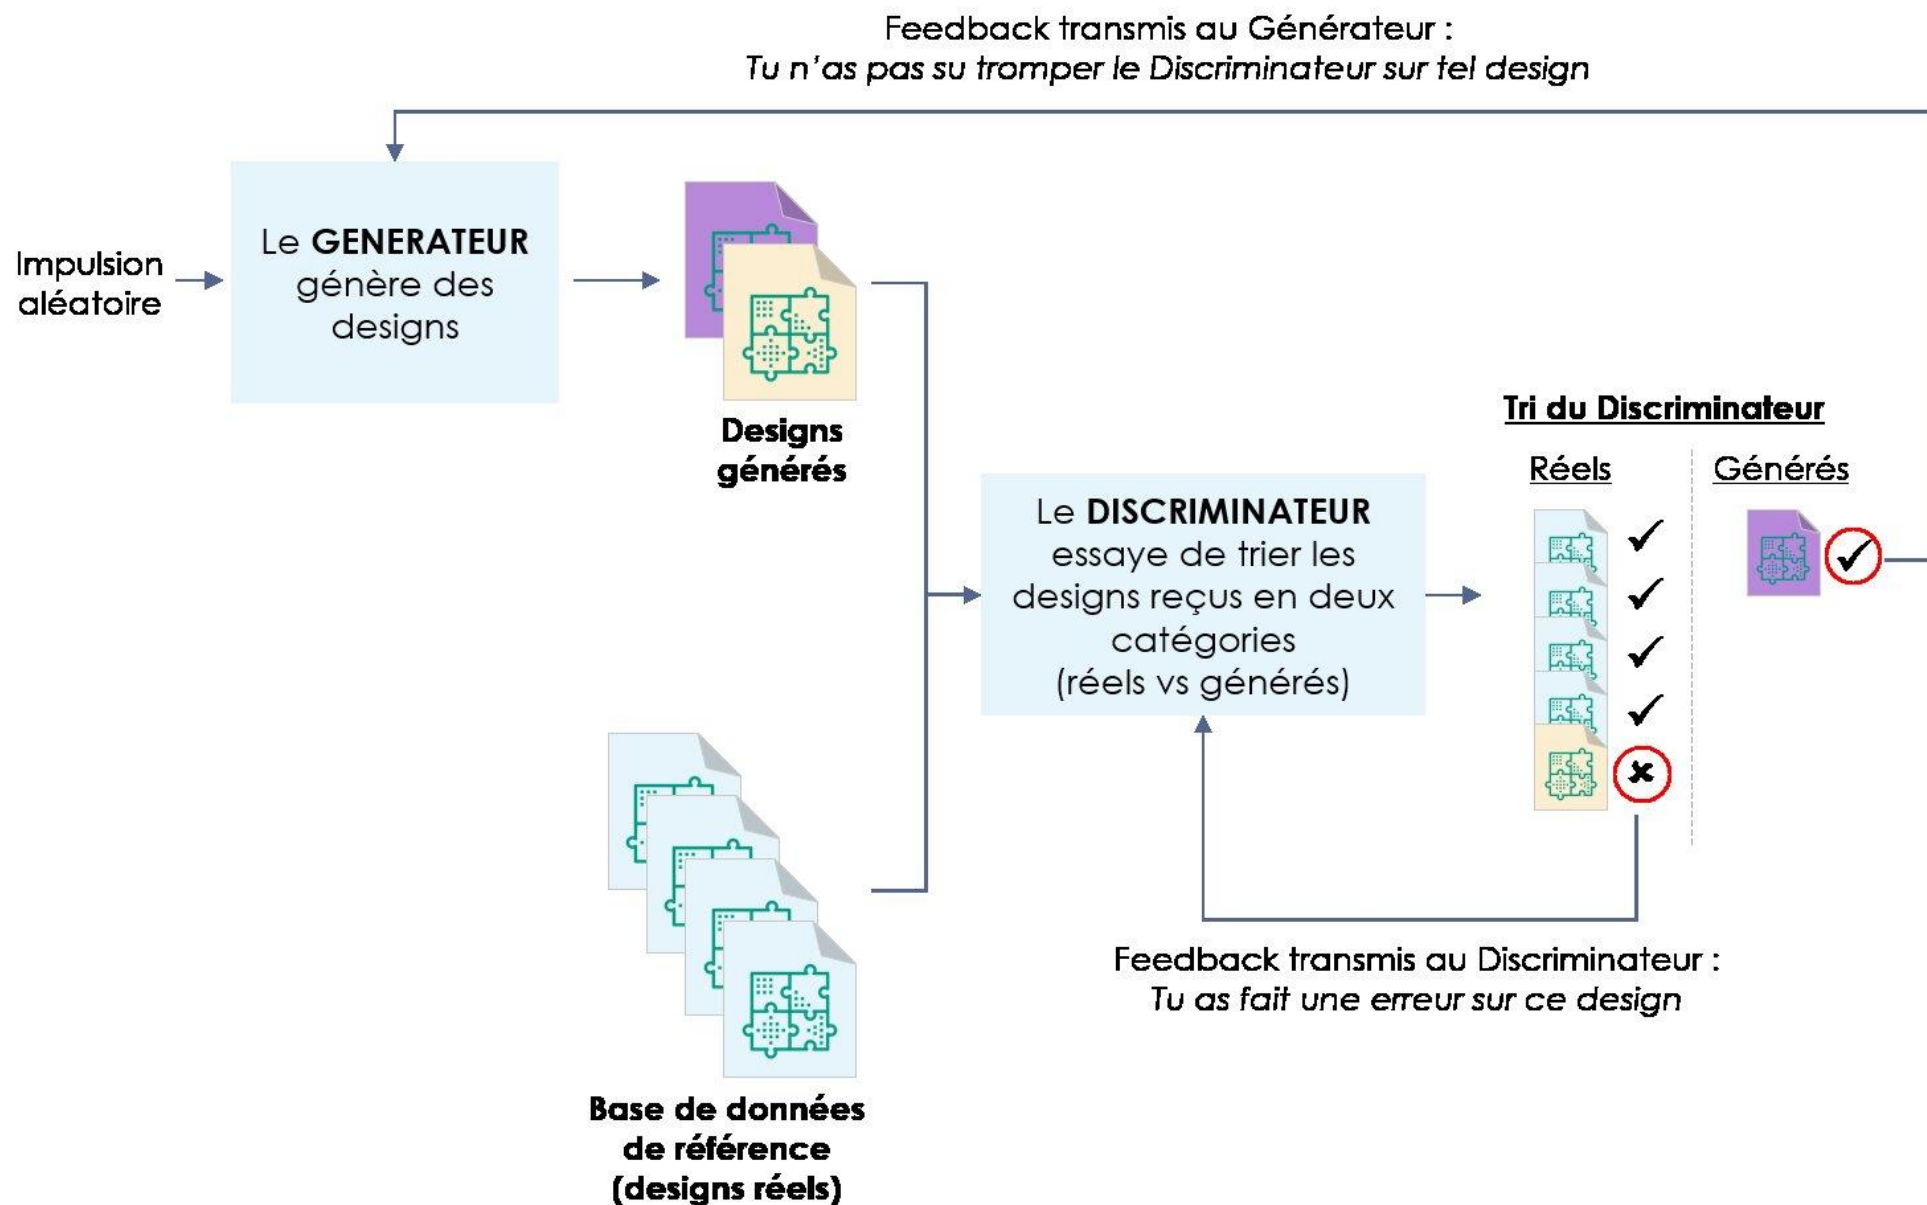 Feedback transmis au Générateur :
Tu n'as pas su tromper le Discriminateur sur tel design
Impulsion
aléatoire
Le GENERATEUR
génère des
designs
Designs
générés
Le DISCRIMINATEUR
essaye de trier les
designs reçus en deux
catégories
(réels vs générés)
Tri du Discriminateur
Réels
Générés
Feedback transmis au Discriminateur :
Tu as fait une erreur sur ce design
Base de données
de référence
(designs réels)